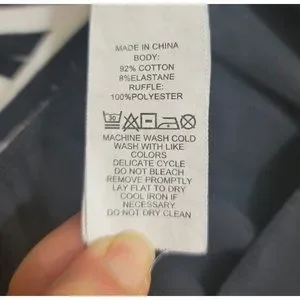 MADE IN CHINA
BODY:
92% COTTON
8%ELASTANE
RUFFLE:
100%POLYESTER
30
MACHINE WASH COLD
WASH WITH LIKE
COLORS
DELICATE CYCLE
DO NOT BLEACH
REMOVE PROMPTLY
LAY FLAT TO DRY
COOL IRON IF
NECESSARY
DO NOT DRY CLEAN